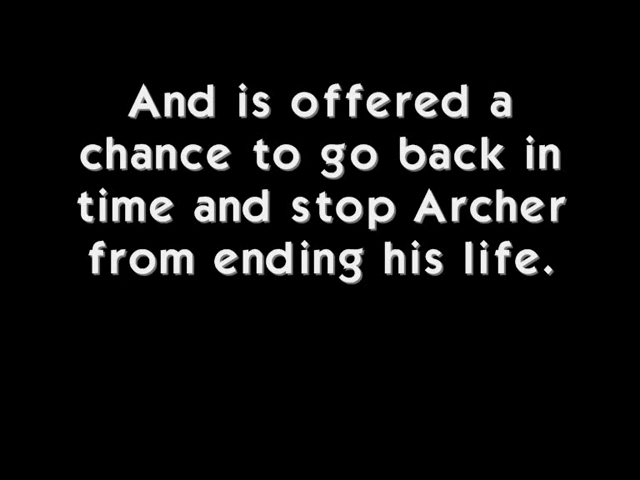 And is offered a
chance to go back in
time and stop Archer
from ending his life.